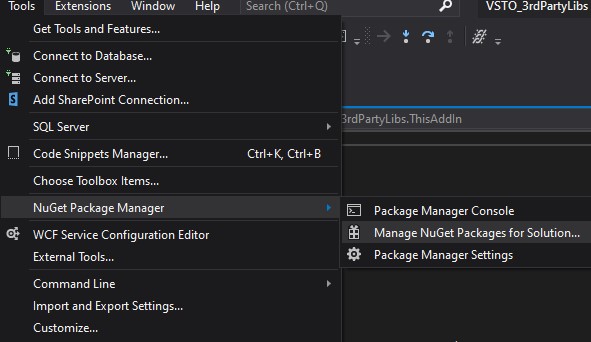 Tools Extensions Window Help Search (Ctrl+Q) VSTO_3rdPartyLibs
Get Tools and Features...
Connect to Database...
Connect to Server...
Add SharePoint Connection...
3rdPartyLibs.ThisAddIn
SQL Server
Code Snippets Manager... Ctrl+K, Ctrl+B
Choose Toolbox Items...
NuGet Package Manager
Package Manager Console
WCF Service Configuration Editor
Manage NuGet Packages for Solution...
External Tools...
Package Manager Settings
Command Line
Import and Export Settings...
Customize...